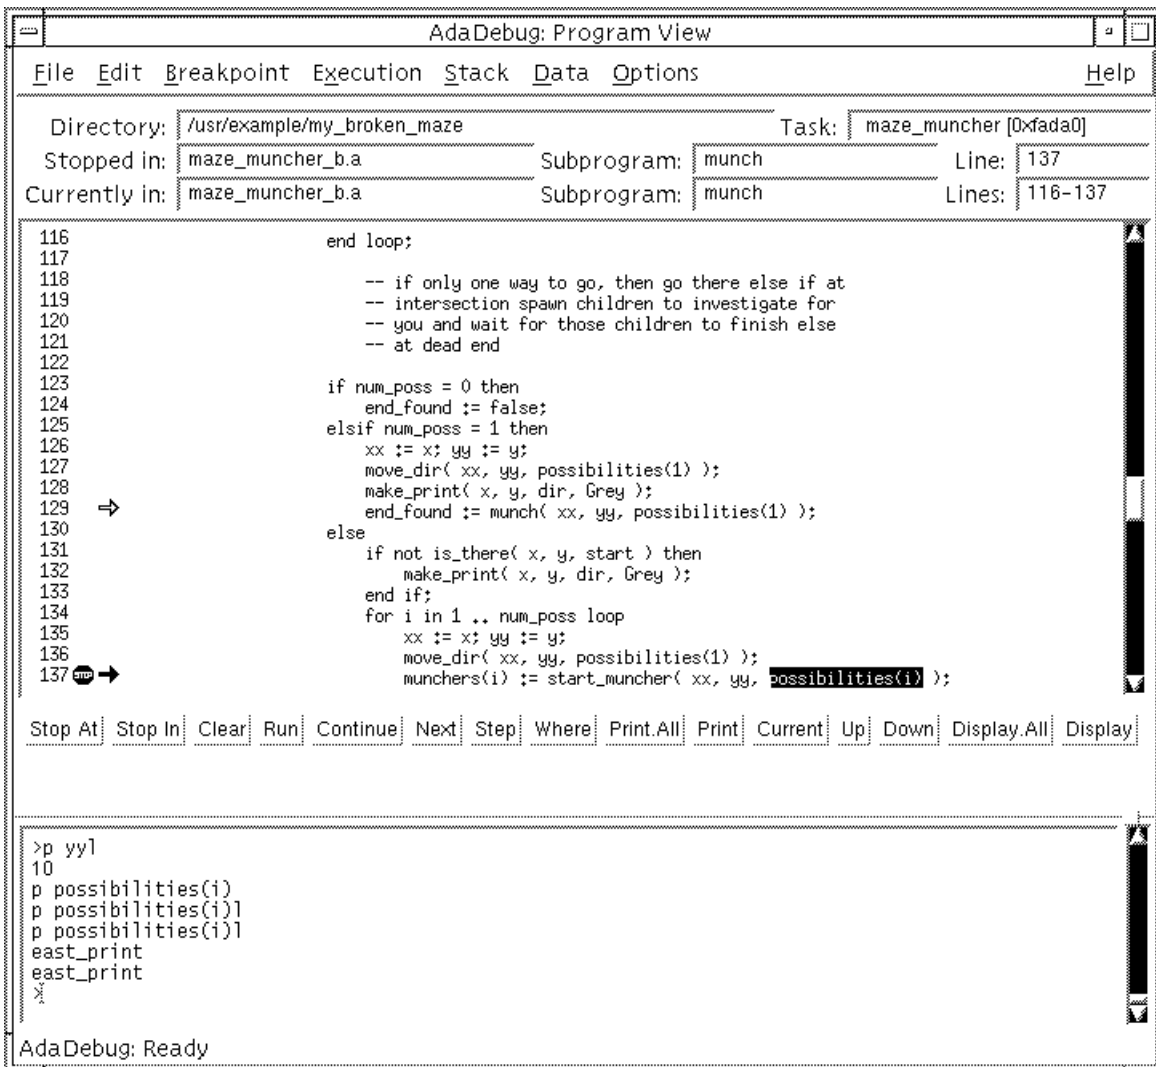 AdaDebug: Program View
File Edit Breakpoint Execution Stack Data Options Help
Directory: /usr/example/my_broken_maze Task: maze_muncher [0xfada0]
Stopped in: maze_muncher_b.a Subprogram: munch Line: 137
Currently in: maze_muncher_b.a Subprogram: munch Lines: 116-137
116 end loop;
117
118 -- if only one way to go, then go there else if at
119 -- intersection spawn children to investigate for
120 -- you and wait for those children to finish else
121 -- at dead end
122
123 if num_poss = 0 then
124 end_found := false;
125 elsif num_poss = 1 then
126 xx := x; yy := y;
127 move_dir( xx, yy, possibilities(1) );
128 make_print( x, y, dir, Grey );
129 end_found := munch( xx, yy, possibilities(1) );
130 else
131 if not is_there( x, y, start ) then
132 make_print( x, y, dir, Grey );
133 end if;
134 for i in 1 .. num_poss loop
135 xx := x; yy := y;
136 move_dir( xx, yy, possibilities(1) );
137 STOP munchers(i) := start_muncher( xx, yy, possibilities(i) );
Stop At Stop In Clear Run Continue Next Step Where Print.All Print Current Up Down Display.All Display
>p yyl
10
p possibilities(i)
p possibilities(i)l
p possibilities(i)l
east_print
east_print
>
AdaDebug: Ready